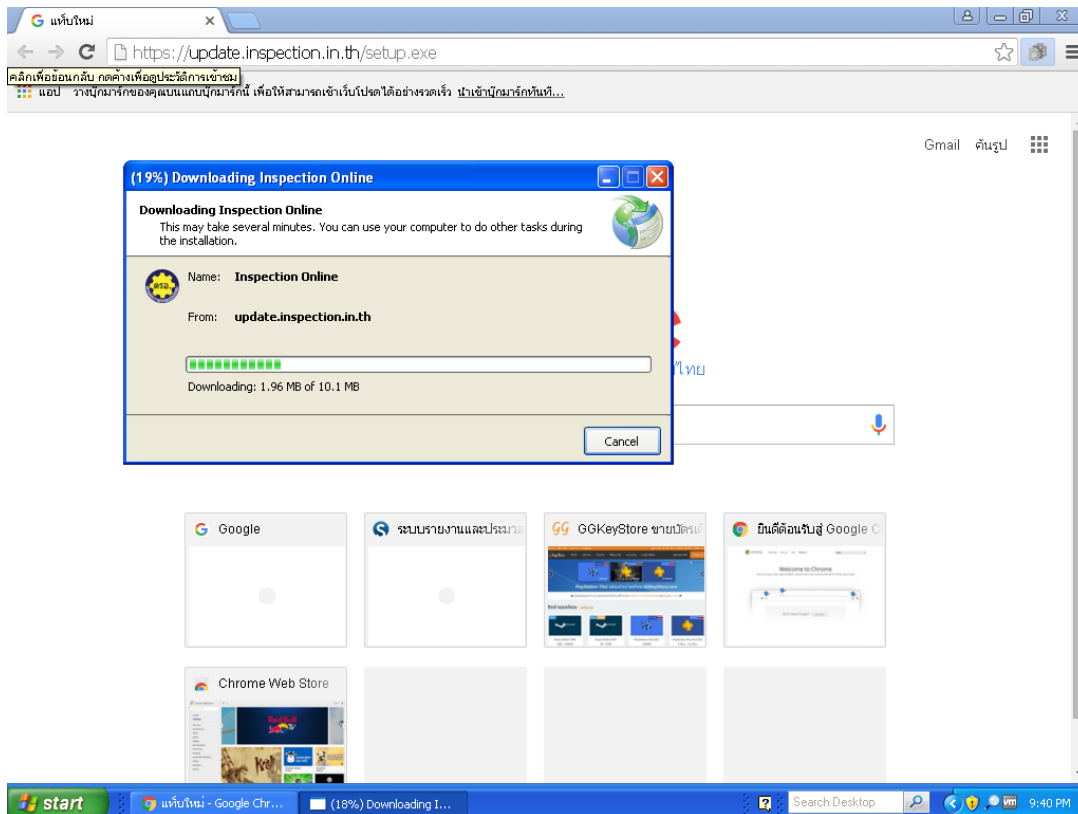 แท็บใหม่
https://update.inspection.in.th/setup.exe
คลิกเพื่อย้อนกลับ กดค้างเพื่อดูประวัติการเข้าชม
แอป วางบุ๊กมาร์กของคุณบนแถบบุ๊กมาร์กนี้ เพื่อให้สามารถเข้าเว็บโปรดได้อย่างรวดเร็ว นำเข้าบุ๊กมาร์กทันที...
Gmail ค้นรูป
(19%) Downloading Inspection Online
Downloading Inspection Online
This may take several minutes. You can use your computer to do other tasks during
the installation.
ตรอ.
Name: Inspection Online
From: update.inspection.in.th
ไทย
Downloading: 1.96 MB of 10.1 MB
Cancel
Google
ระบบรายงานและประมวล
GG GGKeyStore ขายบัตรเติ
ยินดีต้อนรับสู่ Google C
Welcome to Chrome
Chrome Web Store
Red Bull
Krall
start
แท็บใหม่ - Google Chr...
(18%) Downloading I...
Search Desktop
9:40 PM